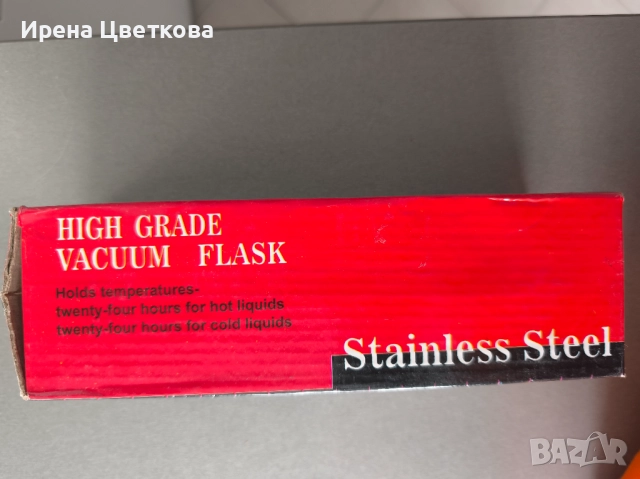 Ирена Цветкова
HIGH GRADE
VACUUM FLASK
Holds temperatures-
twenty-four hours for hot liquids
twenty-four hours for cold liquids
Stainless Steel
BAZAR